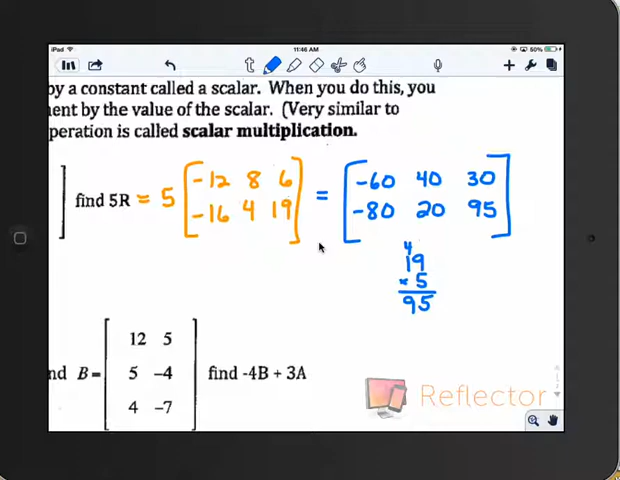 iPad 11:46 AM 50%
by a constant called a scalar. When you do this, you
ent by the value of the scalar. (Very similar to
peration is called scalar multiplication.
] find 5R = 5 [-12 8 6 = [-60 40 30
-16 4 19] -80 20 95]
4
19
× 5
95
nd B= [12 5
5 -4
4 -7] find -4B + 3A
Reflector